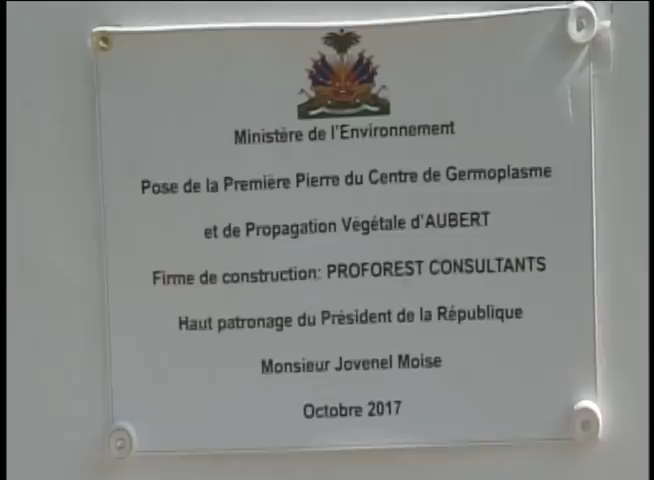 Ministère de l'Environnement
Pose de la Première Pierre du Centre de Germoplasme
et de Propagation Végétale d'AUBERT
Firme de construction: PROFOREST CONSULTANTS
Haut patronage du Président de la République
Monsieur Jovenel Moise
Octobre 2017